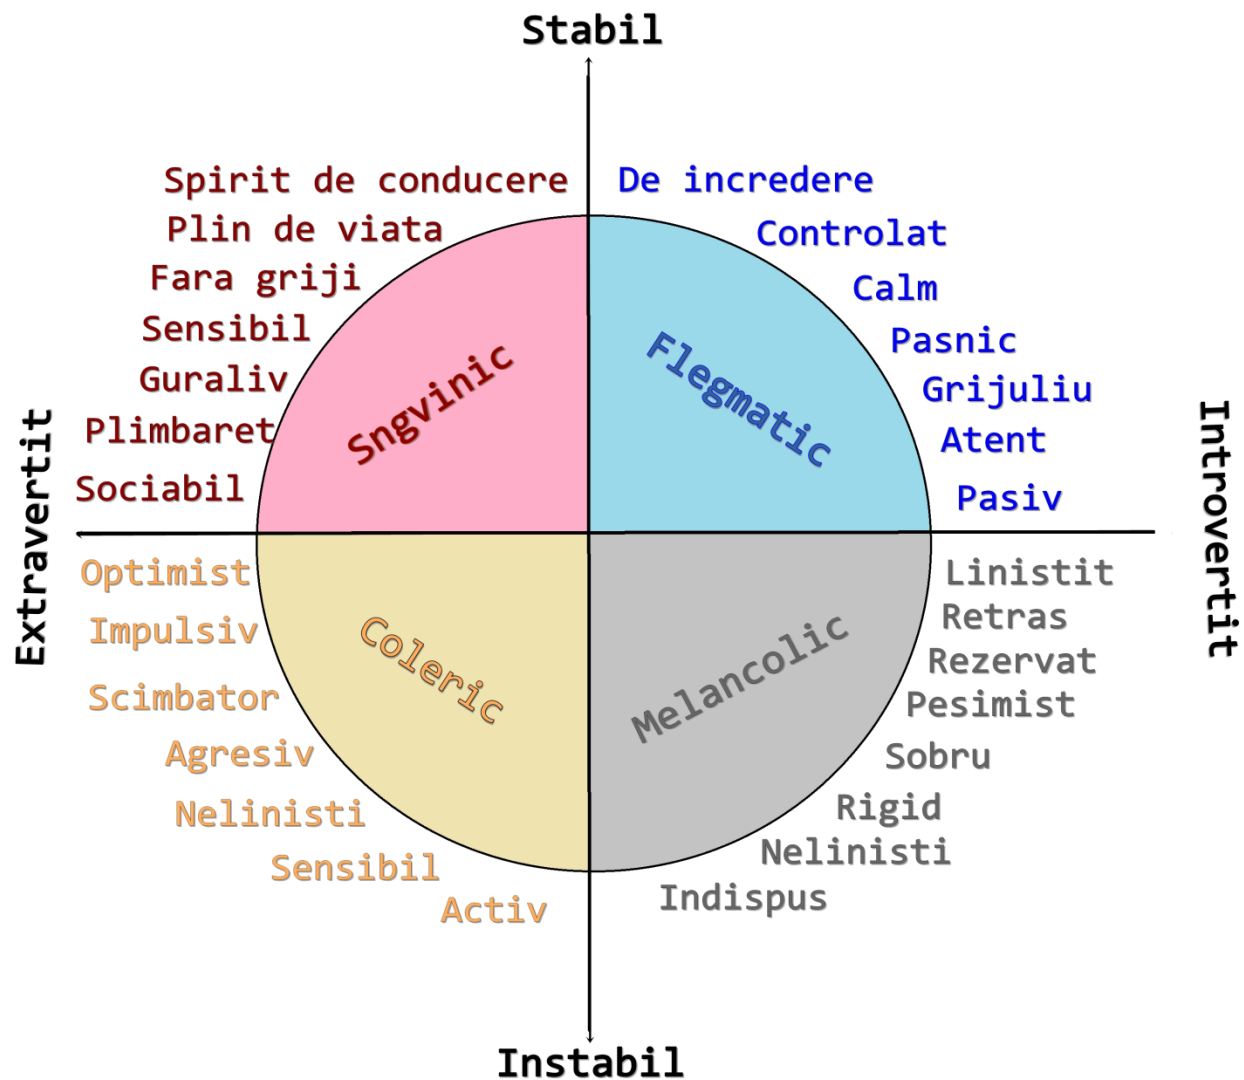 Stabil
Spirit de conducere
Plin de viata
Fara griji
Sensibil
Guraliv
Plimbaret
Sociabil
Sngvinic
De incredere
Controlat
Calm
Pasnic
Grijuliu
Atent
Pasiv
Flegmatic
Extravertit
Introvertit
Optimist
Impulsiv
Scimbator
Agresiv
Nelinisti
Sensibil
Activ
Coleric
Linistit
Retras
Rezervat
Pesimist
Sobru
Rigid
Nelinisti
Indispus
Melancolic
Instabil